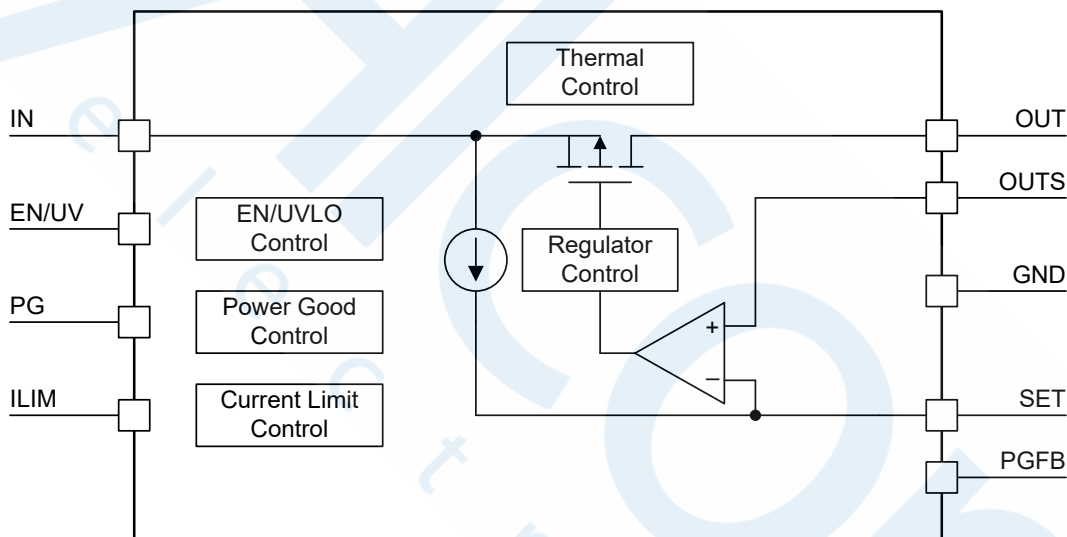 Thermal
Control
IN
OUT
OUTS
EN/UV
EN/UVLO
Control
Regulator
Control
GND
PG
Power Good
Control
+
−
ILIM
Current Limit
Control
SET
PGFB